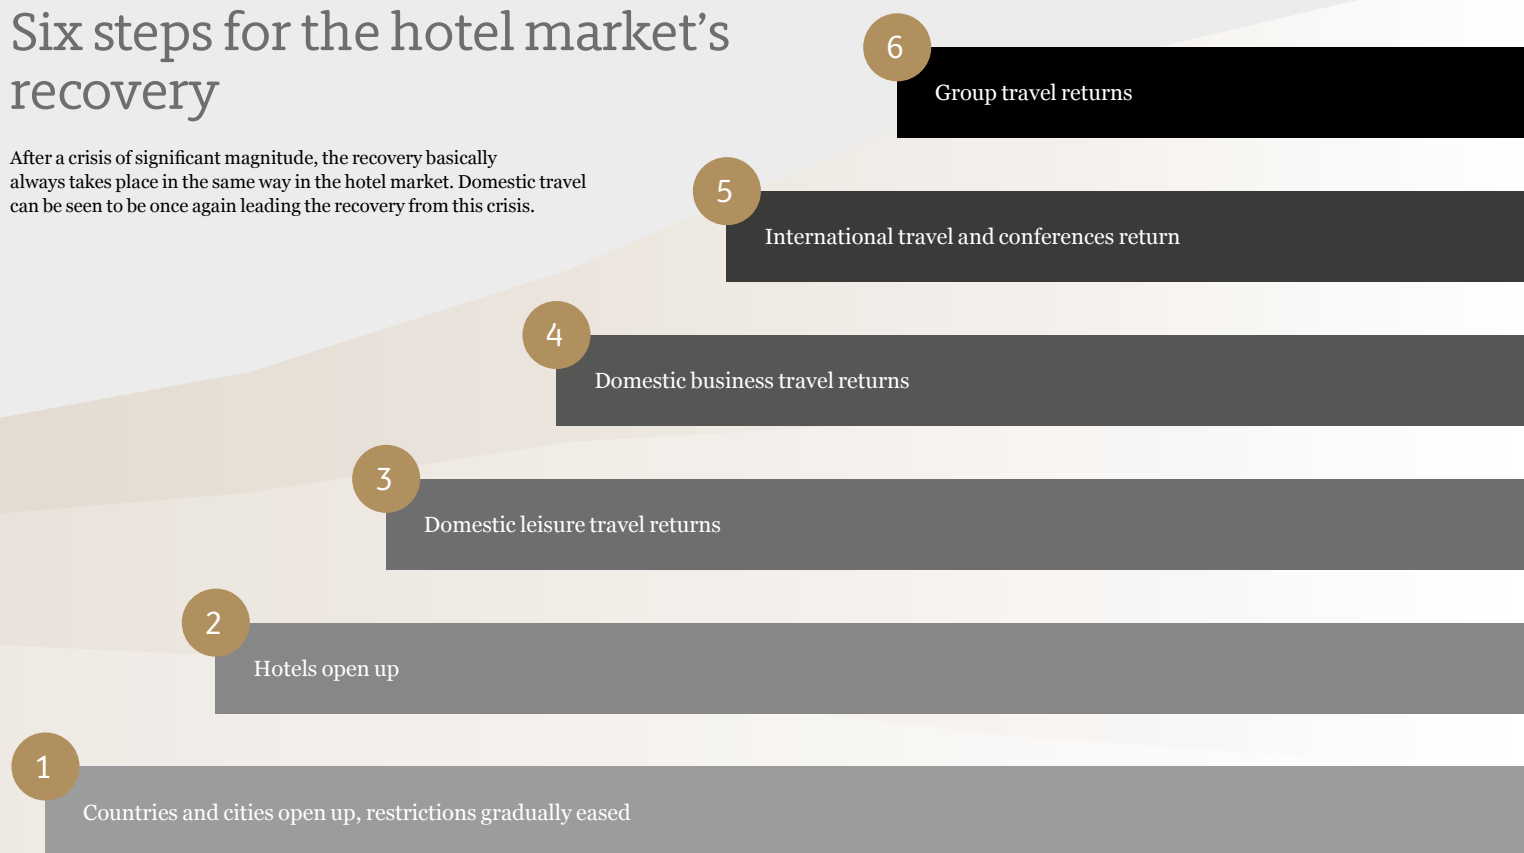 Six steps for the hotel market’s
recovery
After a crisis of significant magnitude, the recovery basically
always takes place in the same way in the hotel market. Domestic travel
can be seen to be once again leading the recovery from this crisis.
6
Group travel returns
5
International travel and conferences return
4
Domestic business travel returns
3
Domestic leisure travel returns
2
Hotels open up
1
Countries and cities open up, restrictions gradually eased